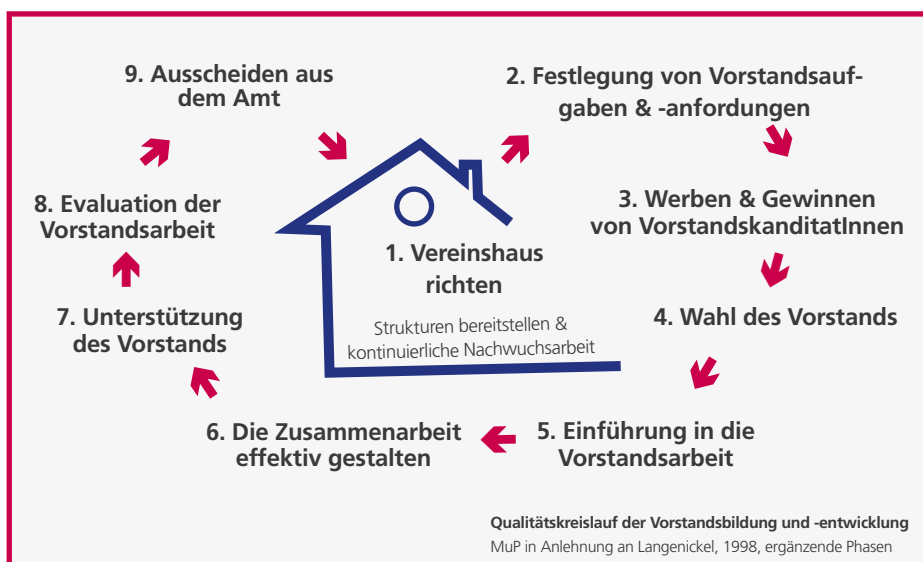 1. Vereinshaus
richten
Strukturen bereitstellen &
kontinuierliche Nachwuchsarbeit
2. Festlegung von Vorstandsauf-
gaben & -anfordungen
3. Werben & Gewinnen
von VorstandskanditatInnen
4. Wahl des Vorstands
5. Einführung in die
Vorstandsarbeit
6. Die Zusammenarbeit
effektiv gestalten
7. Unterstützung
des Vorstands
8. Evaluation der
Vorstandsarbeit
9. Ausscheiden aus
dem Amt
Qualitätskreislauf der Vorstandsbildung und -entwicklung
MuP in Anlehnung an Langenickel, 1998, ergänzende Phasen